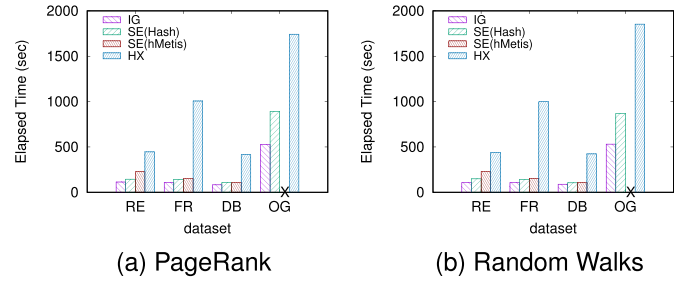 2000
1500
1000
500
0
Elapsed Time (sec)
IG
SE(Hash)
SE(hMetis)
HX
X
RE FR DB OG
dataset
(a) PageRank
2000
1500
1000
500
0
Elapsed Time (sec)
IG
SE(Hash)
SE(hMetis)
HX
X
RE FR DB OG
dataset
(b) Random Walks